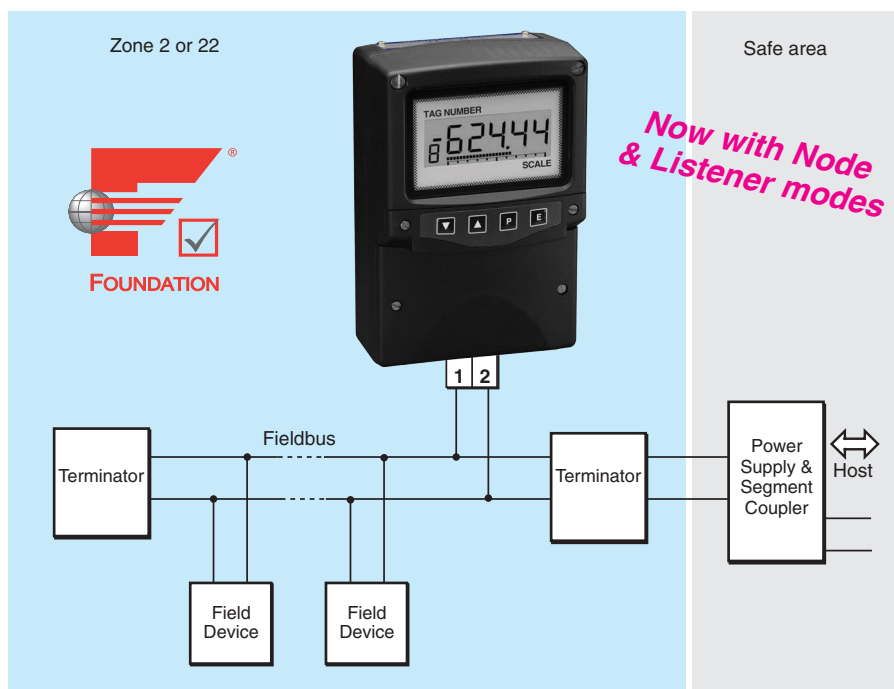 Zone 2 or 22
Safe area
TAG NUMBER
-624.44
8
SCALE
P
E
Now with Node
& Listener modes
®
FOUNDATION
1 2
Fieldbus
Terminator
Terminator
Power
Supply &
Segment
Coupler
Host
Field
Device
Field
Device